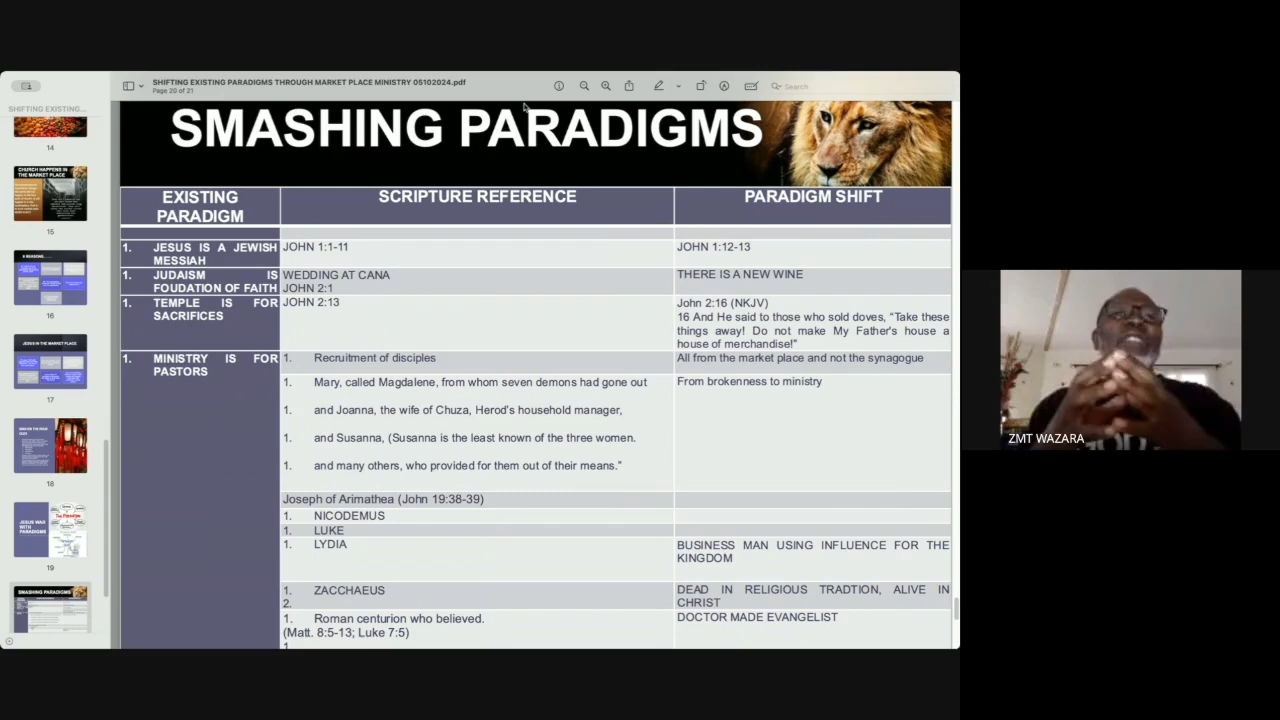 SHIFTING EXISTING PARADIGMS THROUGH MARKET PLACE MINISTRY 05102024.pdf
Page 20 of 21
Search
SHIFTING EXISTING...
14
CHURCH HAPPENS IN
THE MARKET PLACE
15
6 REASONS......
16
JESUS IN THE MARKET PLACE
17
18
JESUS WAR
WITH
PARADIGMS
19
SMASHING PARADIGMS
SMASHING PARADIGMS
EXISTING
PARADIGM
SCRIPTURE REFERENCE
PARADIGM SHIFT
1. JESUS IS A JEWISH
MESSIAH
JOHN 1:1-11
JOHN 1:12-13
1. JUDAISM IS
FOUDATION OF FAITH
WEDDING AT CANA
JOHN 2:1
THERE IS A NEW WINE
1. TEMPLE IS FOR
SACRIFICES
JOHN 2:13
John 2:16 (NKJV)
16 And He said to those who sold doves, “Take these
things away! Do not make My Father's house a
house of merchandise!”
1. MINISTRY IS FOR
PASTORS
1. Recruitment of disciples
All from the market place and not the synagogue
1. Mary, called Magdalene, from whom seven demons had gone out
From brokenness to ministry
1. and Joanna, the wife of Chuza, Herod’s household manager,
1. and Susanna, (Susanna is the least known of the three women.
1. and many others, who provided for them out of their means.”
Joseph of Arimathea (John 19:38-39)
1. NICODEMUS
1. LUKE
1. LYDIA
BUSINESS MAN USING INFLUENCE FOR THE
KINGDOM
1. ZACCHAEUS
2.
DEAD IN RELIGIOUS TRADTION, ALIVE IN
CHRIST
1. Roman centurion who believed.
(Matt. 8:5-13; Luke 7:5)
DOCTOR MADE EVANGELIST
ZMT WAZARA